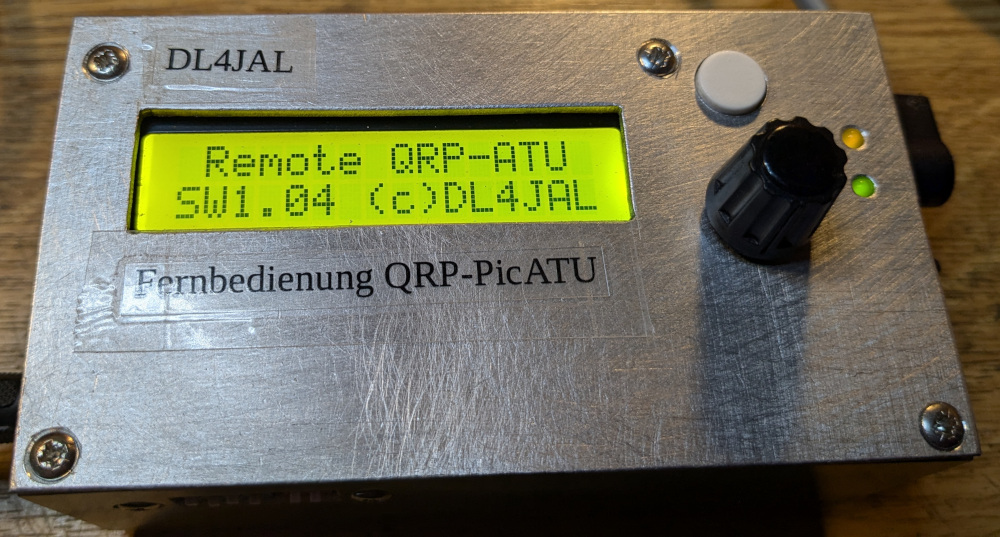 DL4JAL
Remote QRP-ATU
SW1.04 (c)DL4JAL
Fernbedienung QRP-PicATU